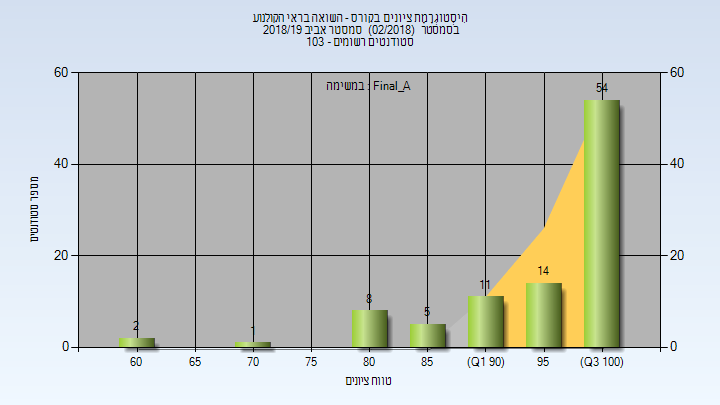 היסטוגרמת ציונים בקורס - השואה בראי הקולנוע
בסמסטר (02/2018) סמסטר אביב 2018/19
סטודנטים רשומים - 103
במשימה : Final_A
מספר סטודנטים
60
40
20
0
60
40
20
0
2
1
8
5
11
14
54
60
65
70
75
80
85
(Q1 90)
95
(Q3 100)
טווח ציונים